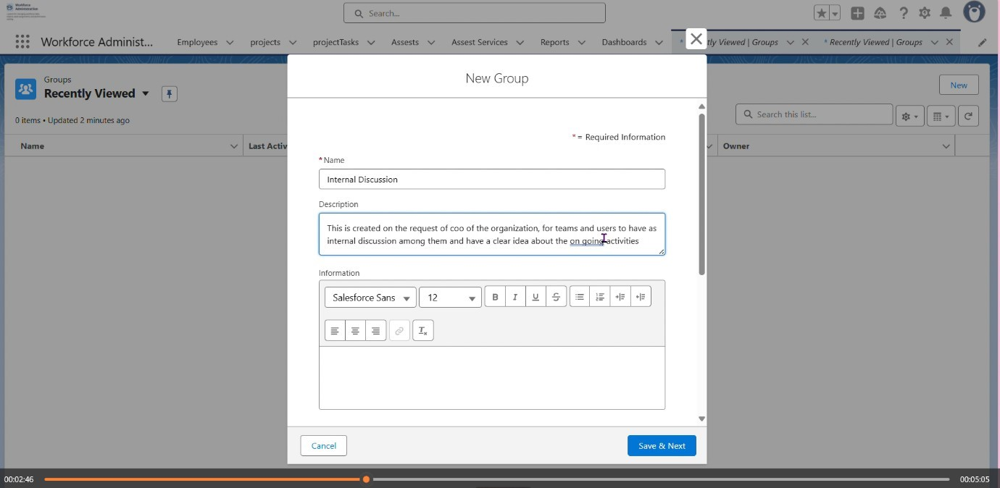 Workforce
Administration
Search...
Workforce Administ...
Employees
projects
projectTasks
Assests
Assest Services
Reports
Dashboards
tly Viewed | Groups
* Recently Viewed | Groups
Groups
Recently Viewed
New
0 items • Updated 2 minutes ago
Search this list...
Name
Last Activ
Owner
New Group
* = Required Information
*Name
Internal Discussion
Description
This is created on the request of coo of the organization, for teams and users to have as
internal discussion among them and have a clear idea about the on going activities
Information
Salesforce Sans
12
B I U S
Cancel
Save & Next
00:02:46
00:05:05